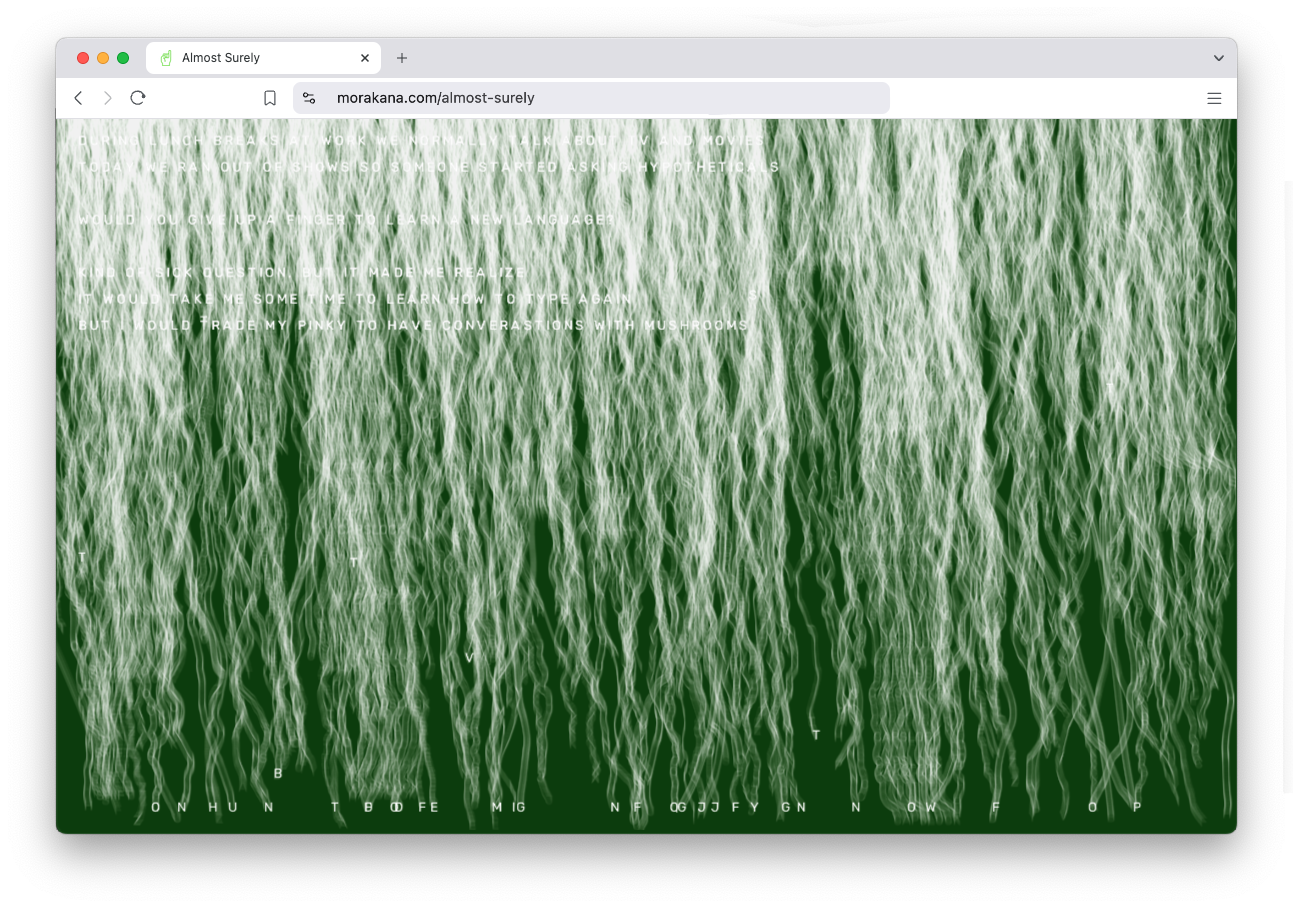 Almost Surely
morakana.com/almost-surely
DURING LUNCH BREAKS AT WORK WE NORMALLY TALK ABOUT TV AND MOVIES
TODAY WE RAN OUT OF SHOWS SO SOMEONE STARTED ASKING HYPOTHETICALS
WOULD YOU GIVE UP A FINGER TO LEARN A NEW LANGUAGE?
KIND OF SICK QUESTION, BUT IT MADE ME REALIZE
S
IT WOULD TAKE ME SOME TIME TO LEARN HOW TO TYPE AGAIN
BUT I WOULD TRADE MY PINKY TO HAVE CONVERASTIONS WITH MUSHROOMS
T
T T
V
T
B
O N H U N T F E M I G N F G J J F Y G N N O W F O P